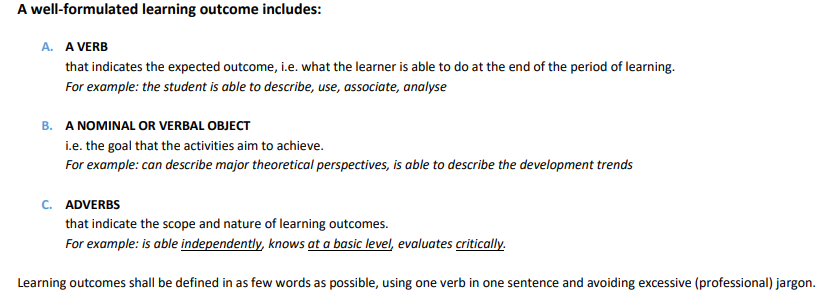 A well-formulated learning outcome includes:
A. A VERB
that indicates the expected outcome, i.e. what the learner is able to do at the end of the period of learning.
For example: the student is able to describe, use, associate, analyse
B. A NOMINAL OR VERBAL OBJECT
i.e. the goal that the activities aim to achieve.
For example: can describe major theoretical perspectives, is able to describe the development trends
C. ADVERBS
that indicate the scope and nature of learning outcomes.
For example: is able independently, knows at a basic level, evaluates critically.
Learning outcomes shall be defined in as few words as possible, using one verb in one sentence and avoiding excessive (professional) jargon.